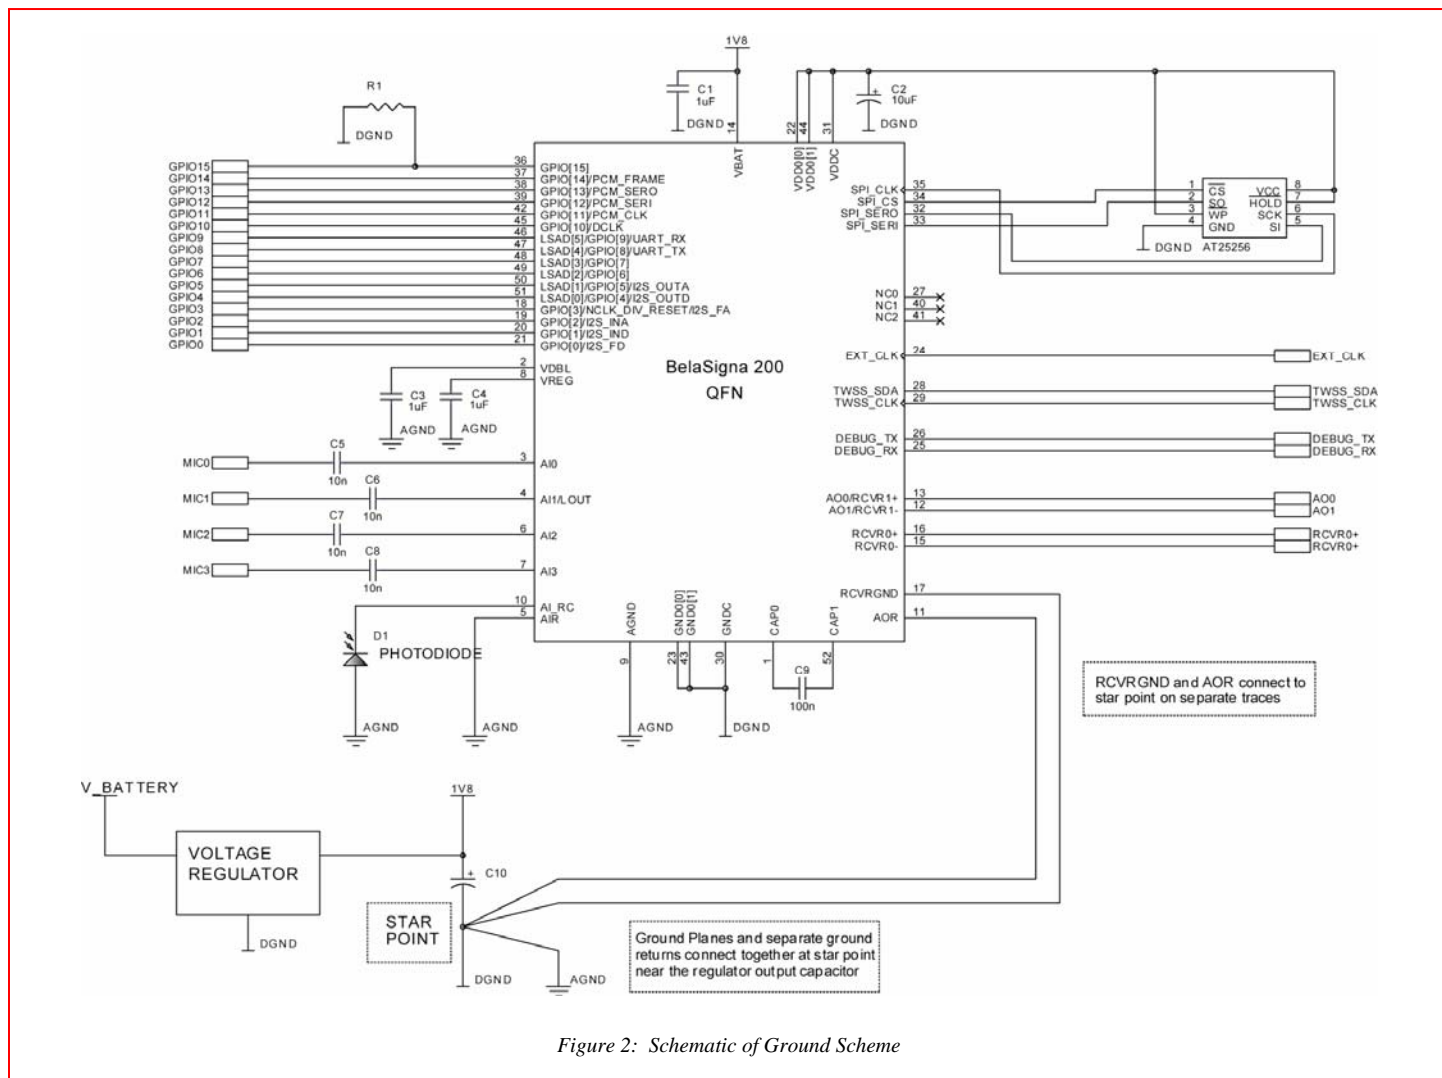 1V8
R1
DGND
C1
1uF
DGND
14
VBAT
22
44
31
VDD0[0]
VDD0[1]
VDDC
C2
10uF
+
DGND
GPIO15
GPIO14
GPIO13
GPIO12
GPIO11
GPIO10
GPIO9
GPIO8
GPIO7
GPIO6
GPIO5
GPIO4
GPIO3
GPIO2
GPIO1
GPIO0
36 GPIO[15]
37 GPIO[14]/PCM_FRAME
38 GPIO[13]/PCM_SERO
39 GPIO[12]/PCM_SERI
42 GPIO[11]/PCM_CLK
45 GPIO[10]/DCLK
46 LSAD[5]/GPIO[9]/UART_RX
47 LSAD[4]/GPIO[8]/UART_TX
48 LSAD[3]/GPIO[7]
49 LSAD[2]/GPIO[6]
50 LSAD[1]/GPIO[5]/I2S_OUTA
51 LSAD[0]/GPIO[4]/I2S_OUTD
18 GPIO[3]/NCLK_DIV_RESET/I2S_FA
19 GPIO[2]/I2S_INA
20 GPIO[1]/I2S_IND
21 GPIO[0]/I2S_FD
2 VDBL
8 VREG
C3
1uF
AGND
C4
1uF
AGND
MIC0 C5 10n 3 AI0
MIC1 C6 10n 4 AI1/LOUT
MIC2 C7 10n 6 AI2
MIC3 C8 10n 7 AI3
10 AI_RC
5 AIR
D1
PHOTODIODE
AGND
AGND
BelaSigna 200
QFN
SPI_CLK 35
SPI_CS 34
SPI_SERO 32
SPI_SERI 33
1 CS VCC 8
2 SO HOLD 7
3 WP SCK 6
4 GND SI 5
DGND
AT25256
NC0 27
NC1 40
NC2 41
EXT_CLK 24 EXT_CLK
TWSS_SDA 28 TWSS_SDA
TWSS_CLK 29 TWSS_CLK
DEBUG_TX 26 DEBUG_TX
DEBUG_RX 25 DEBUG_RX
AO0/RCVR1+ 13 AO0
AO1/RCVR1- 12 AO1
RCVR0+ 16 RCVR0+
RCVR0- 15 RCVR0+
RCVRGND 17
AOR 11
AGND
9
AGND
GND0[0]
GND0[1]
GNDC
23
43
30
DGND
CAP0
CAP1
1
52
C9
100n
RCVRGND and AOR connect to
star point on separate traces
V_BATTERY
VOLTAGE
REGULATOR
DGND
1V8
+
C10
STAR
POINT
DGND
AGND
Ground Planes and separate ground
returns connect together at star point
near the regulator output capacitor
Figure 2: Schematic of Ground Scheme